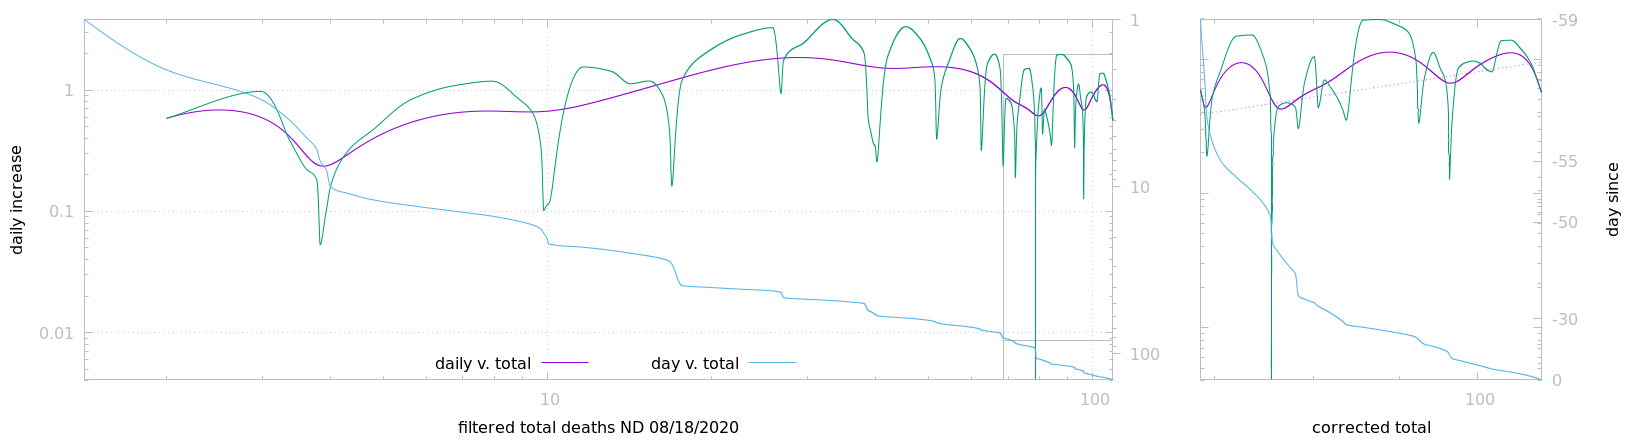 daily increase
1
0.1
0.01
daily v. total
day v. total
10
100
1
10
100
filtered total deaths ND 08/18/2020
-59
-55
-50
-30
0
day since
100
corrected total